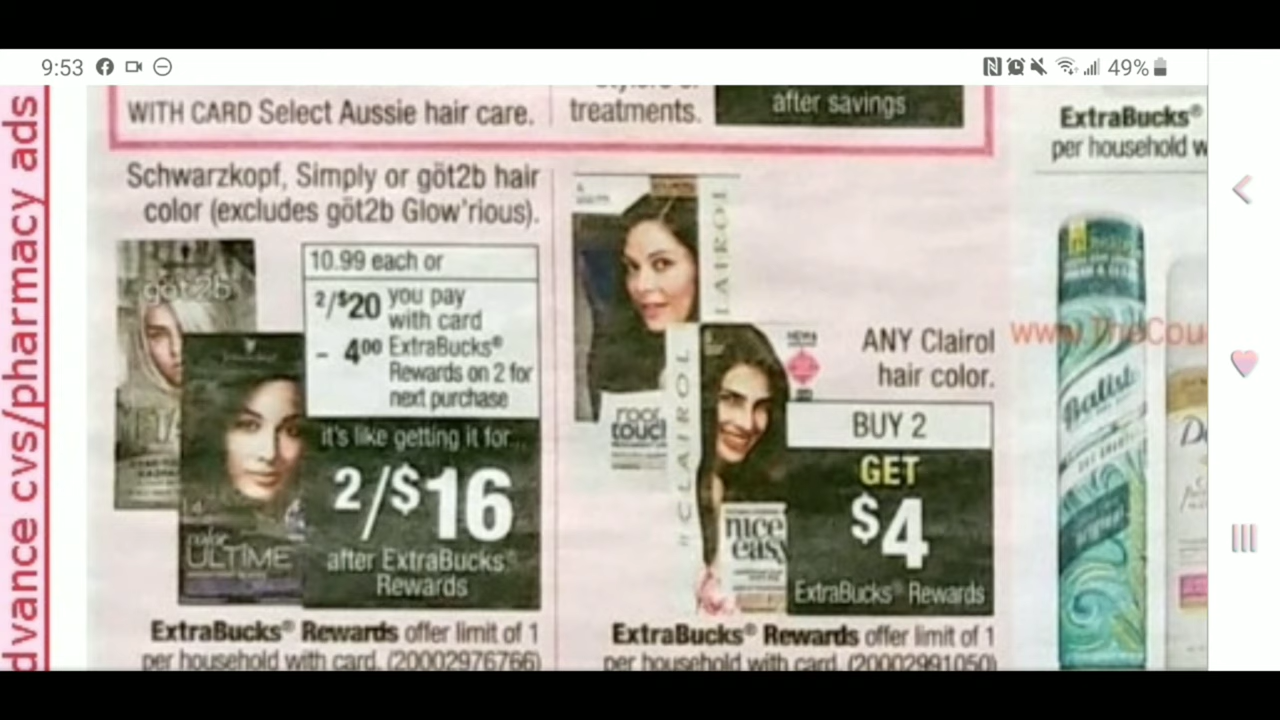 9:53
49%
dvance cvs/pharmacy ads
WITH CARD Select Aussie hair care.
treatments.
after savings
ExtraBucks®
per household w
Schwarzkopf, Simply or göt2b hair
color (excludes göt2b Glow'rious).
göt2b
10.99 each or
2/$20 you pay
with card
- 4.00 ExtraBucks®
Rewards on 2 for
next purchase
it's like getting it for...
2/$16
after ExtraBucks®
Rewards
color
ULTIME
ExtraBucks® Rewards offer limit of 1
per household with card. (20002976766)
LAIROL
root
touch
CLAIROL
nice
easy
ANY Clairol
hair color.
BUY 2
GET
$4
ExtraBucks® Rewards
ExtraBucks® Rewards offer limit of 1
per household with card. (20002991050)
www.TheCou
Batiste